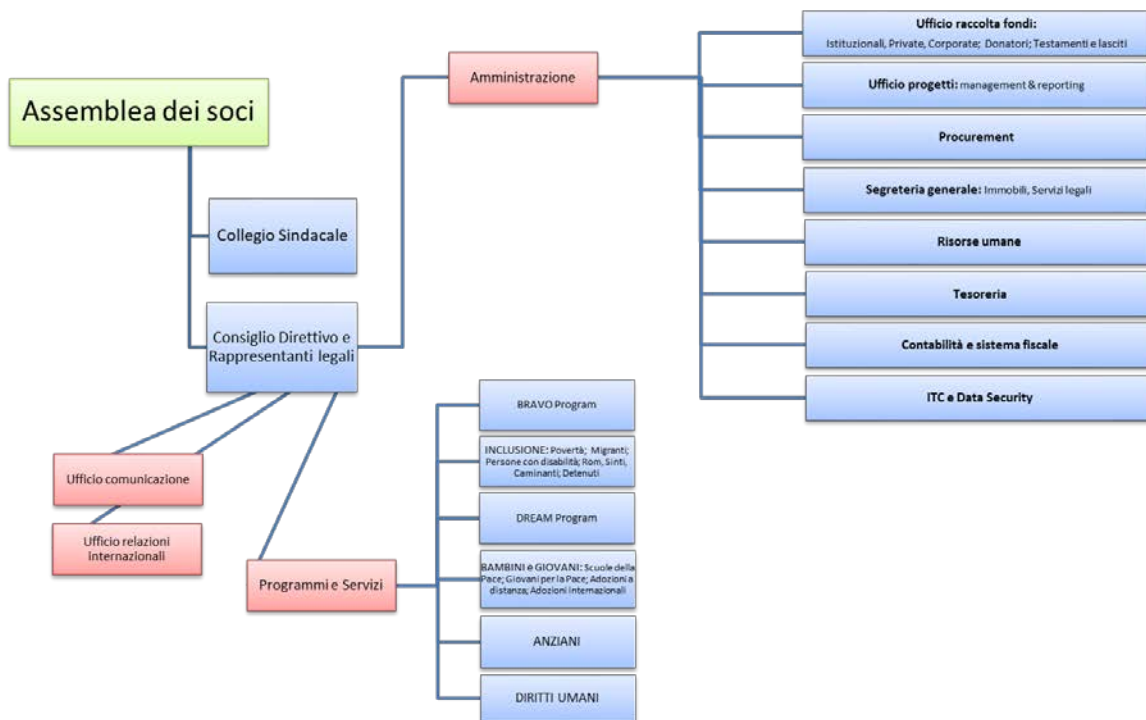 Assemblea dei soci
Collegio Sindacale
Consiglio Direttivo e
Rappresentanti legali
Ufficio comunicazione
Ufficio relazioni
internazionali
Programmi e Servizi
BRAVO Program
INCLUSIONE: Povertà; Migranti;
Persone con disabilità; Rom, Sinti,
Caminanti; Detenuti
DREAM Program
BAMBINI e GIOVANI: Scuole della
Pace; Giovani per la Pace; Adozioni a
distanza; Adozioni Internazionali
ANZIANI
DIRITTI UMANI
Amministrazione
Ufficio raccolta fondi:
Istituzionali, Private, Corporate; Donatori; Testamenti e lasciti
Ufficio progetti: management & reporting
Procurement
Segreteria generale: Immobili, Servizi legali
Risorse umane
Tesoreria
Contabilità e sistema fiscale
ITC e Data Security